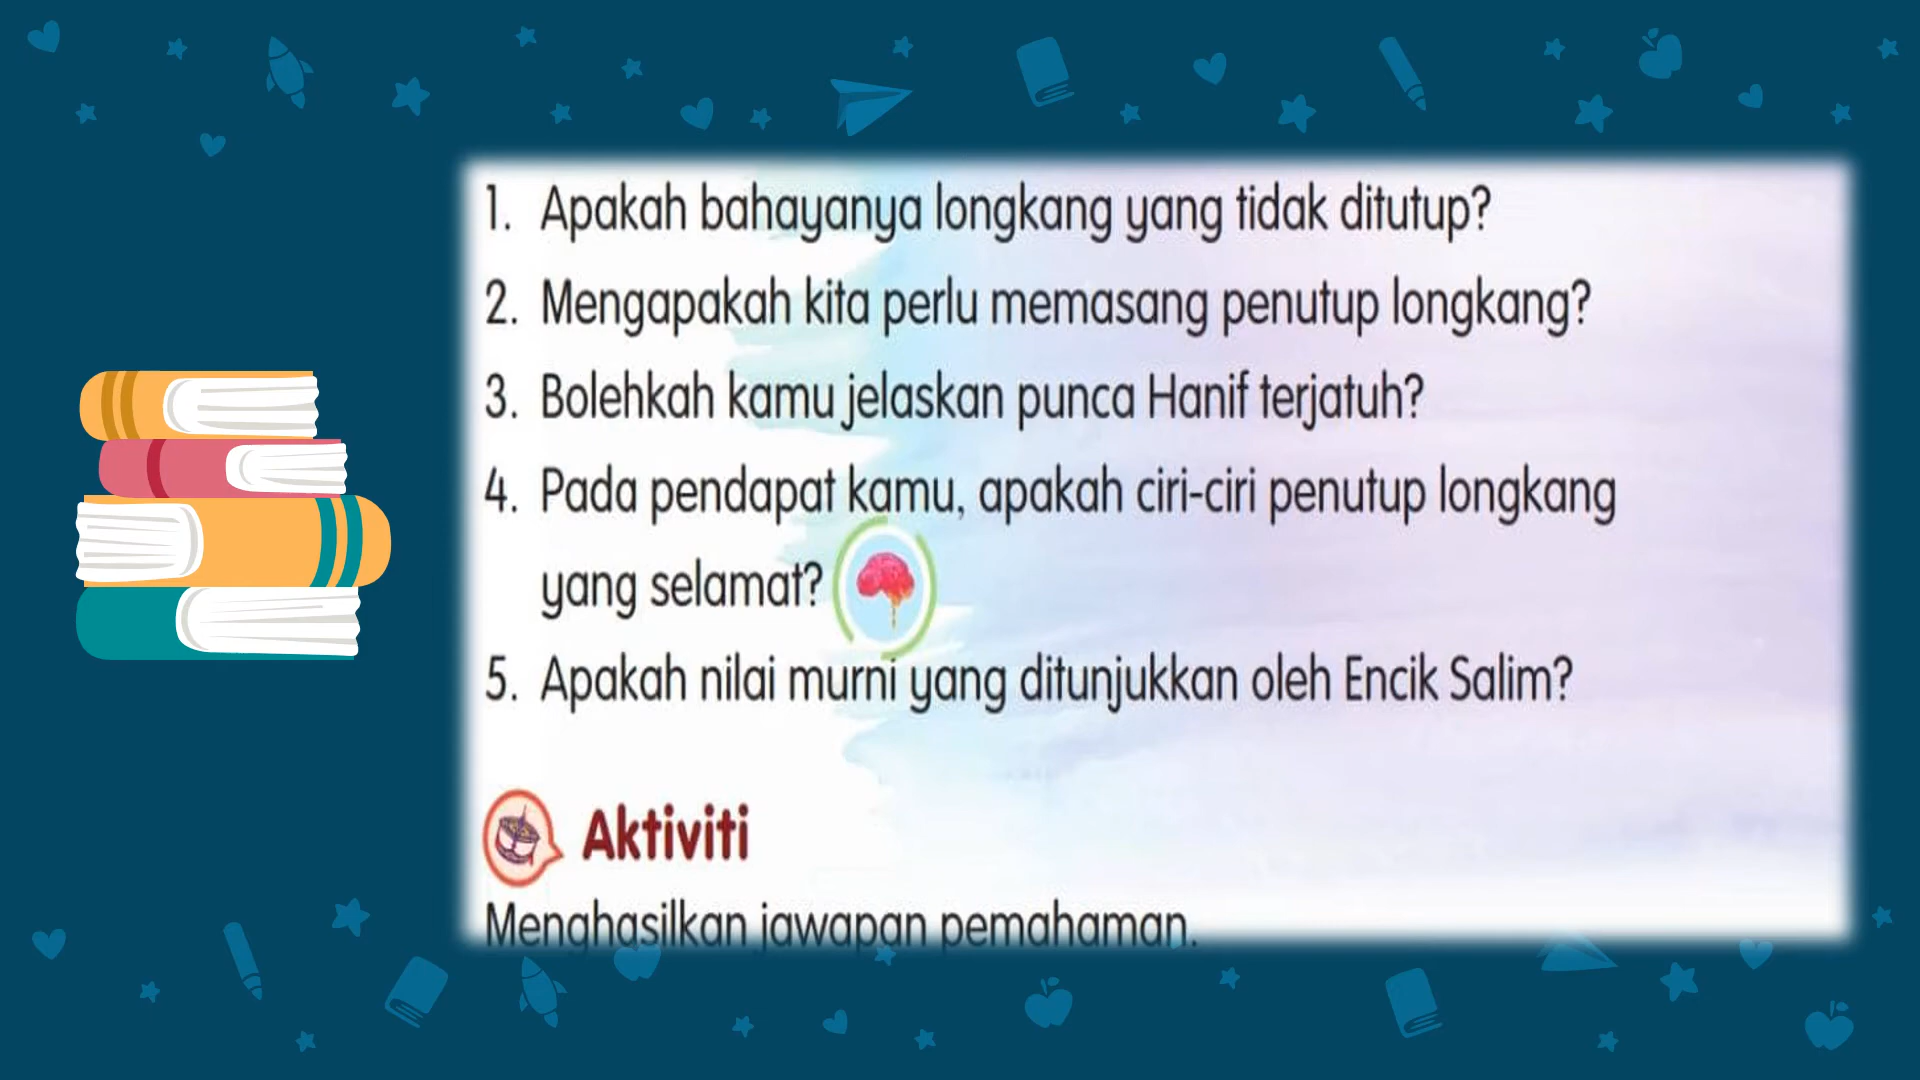 1. Apakah bahayanya longkang yang tidak ditutup?
2. Mengapakah kita perlu memasang penutup longkang?
3. Bolehkah kamu jelaskan punca Hanif terjatuh?
4. Pada pendapat kamu, apakah ciri-ciri penutup longkang
yang selamat?
5. Apakah nilai murni yang ditunjukkan oleh Encik Salim?
Aktiviti
Menghasilkan jawapan pemahaman.